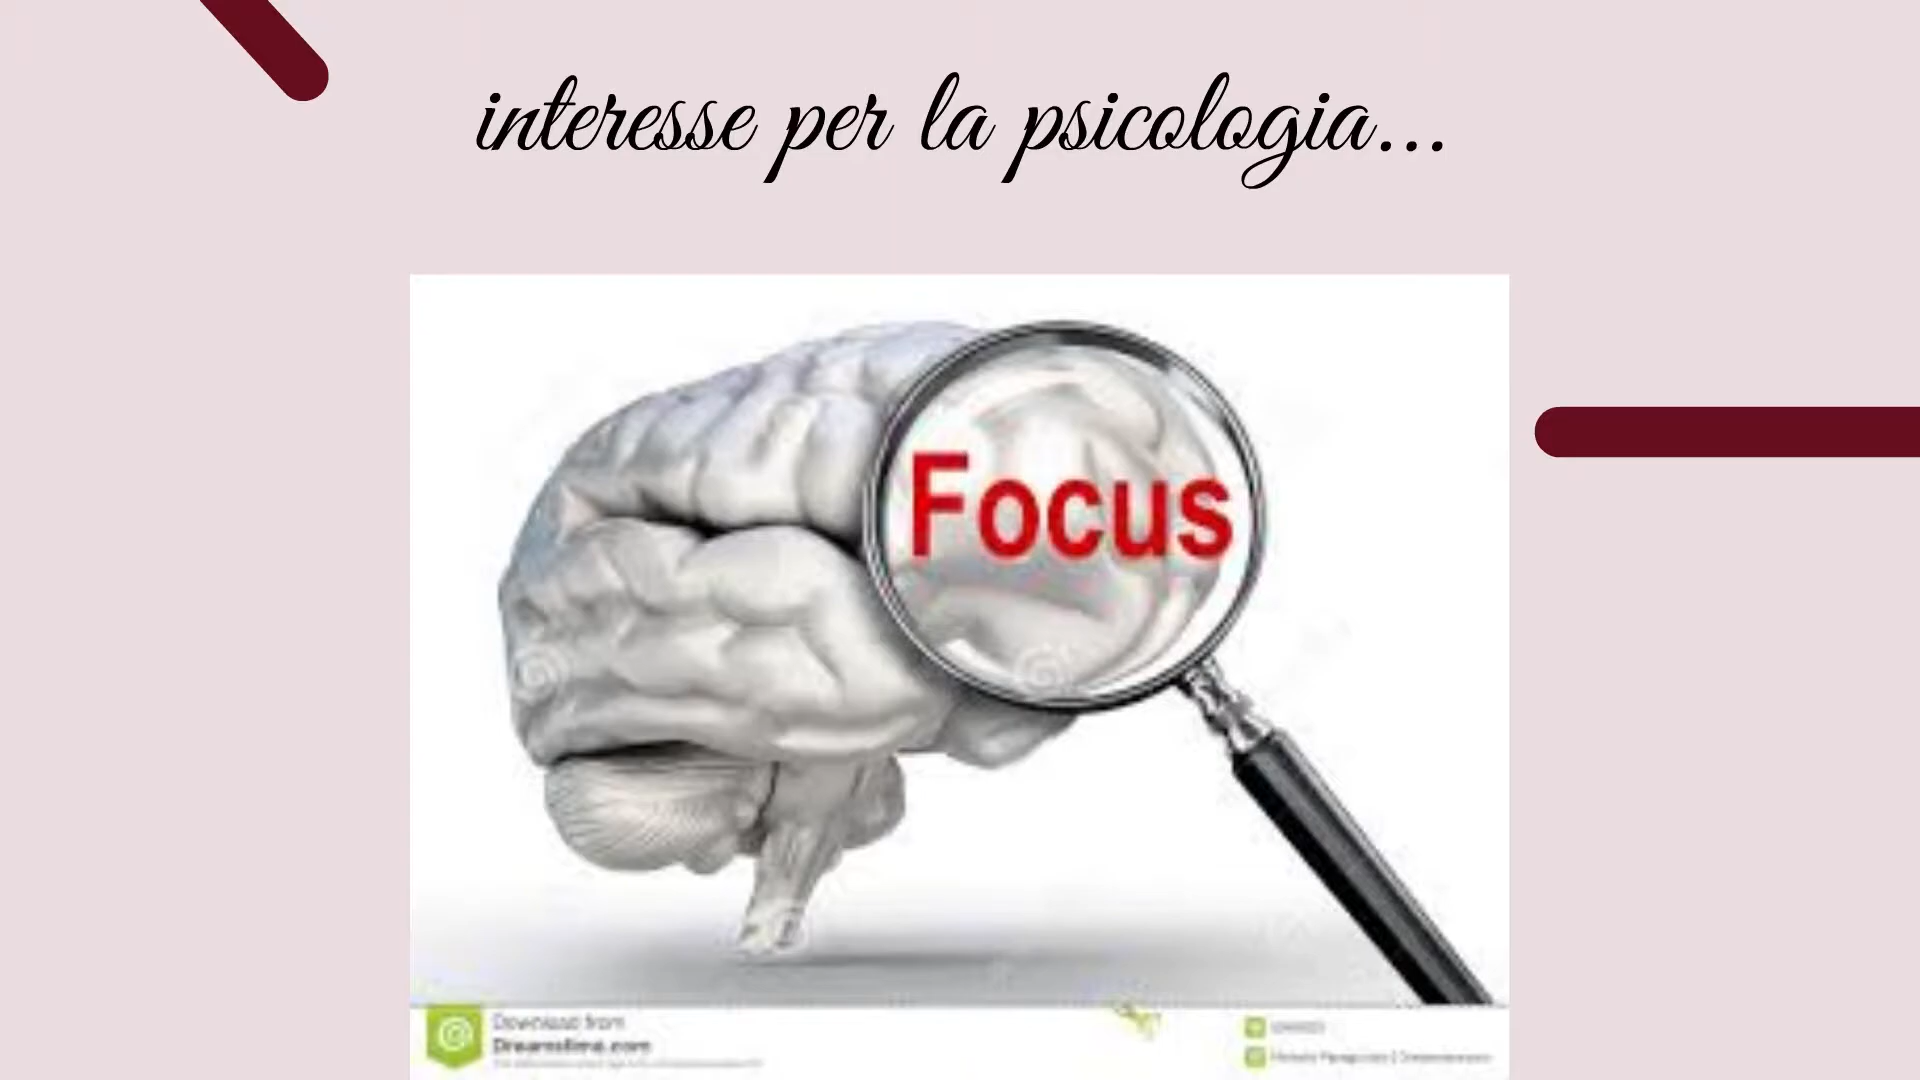 interesse per la psicologia...
Focus
Download from
Dreamstime.com